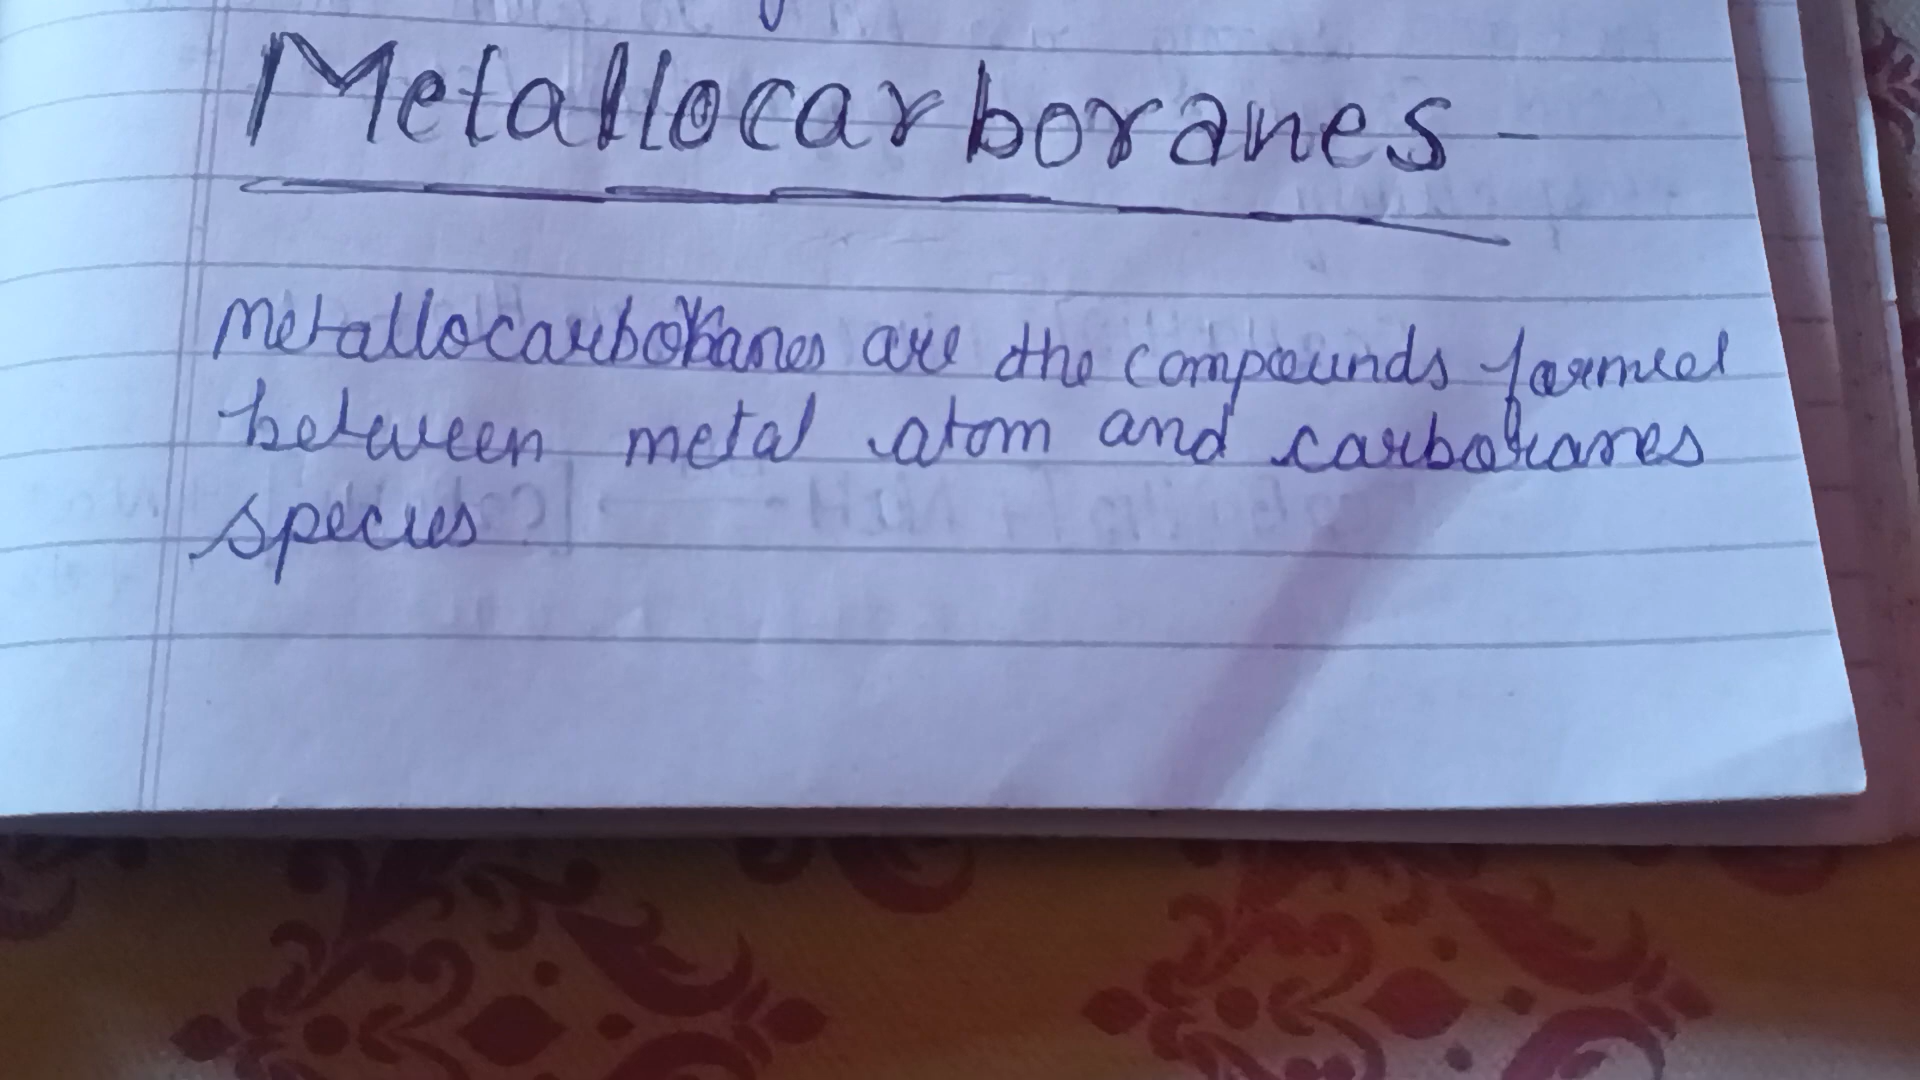 Metallocarboranes -
Metallocarboranes are the compounds formed
between metal atom and carboranes
species